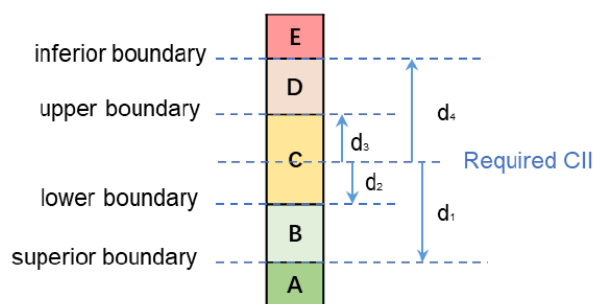 E
inferior boundary
D
upper boundary
d₄
d₃
C
Required CII
d₂
lower boundary
d₁
B
superior boundary
A